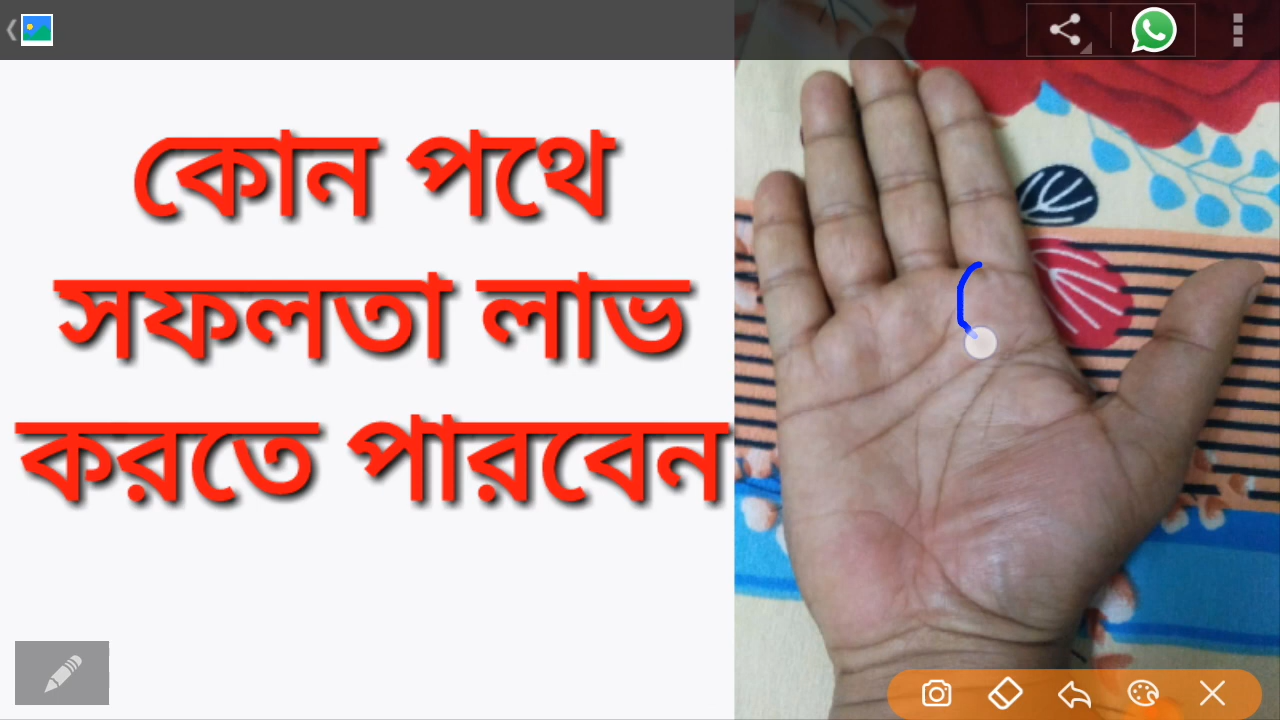 কোন পথে
সফলতা লাভ
করতে পারবেন